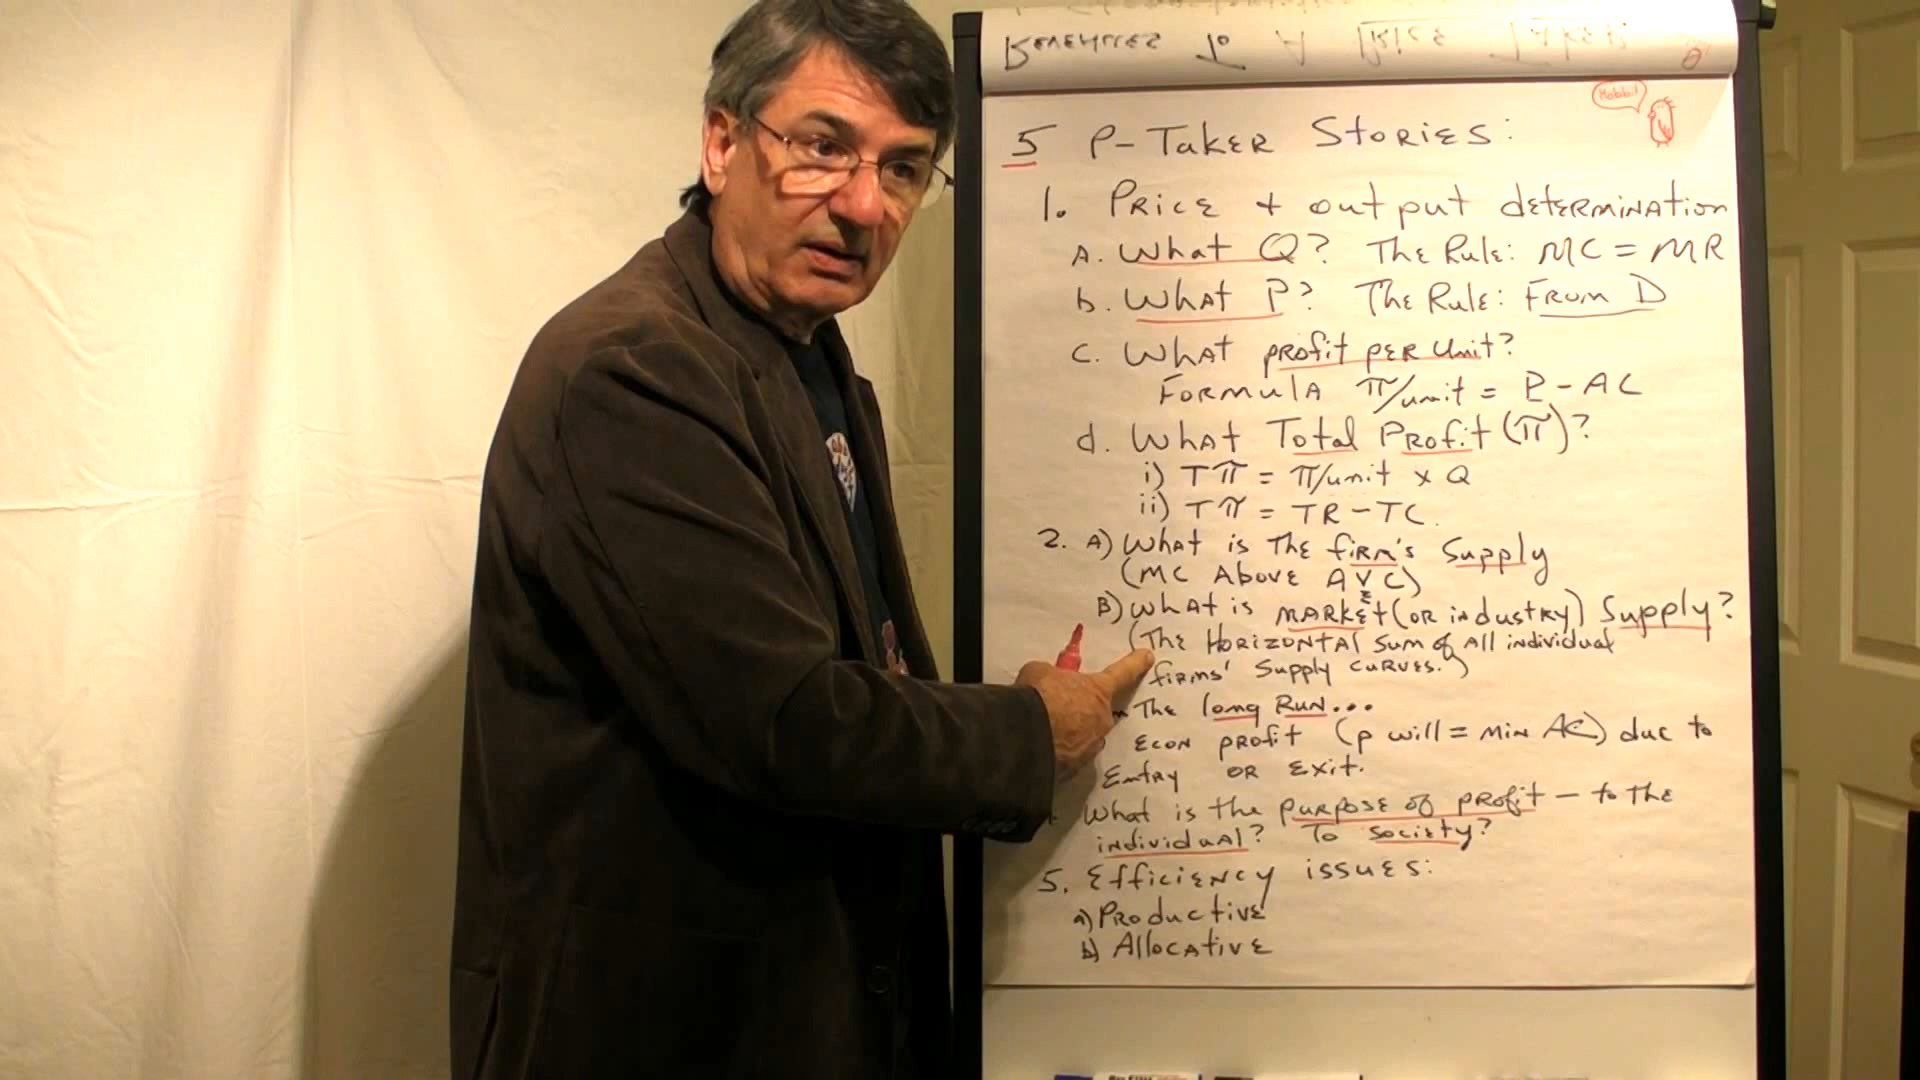 REVENUES TO A PRICE TAKER
5 P-TAKER STORIES:
1. PRICE + output DETERMINATION
A. What Q? The Rule: MC = MR
b. What P? The Rule: From D
c. What profit per unit?
Formula π/unit = P - AC
d. What Total Profit (π)?
i) Tπ = π/unit x Q
ii) Tπ = TR - TC.
2. A) What is The firm's Supply
(MC Above AVC)
B) What is MARKET (OR industry) Supply?
(The Horizontal Sum of All individual
firms' Supply curves.)
The long Run...
Econ profit (p will = min AC) due to
Entry OR Exit.
What is the purpose of profit - to the
individual? To society?
5. Efficiency issues:
a) Productive
b) Allocative